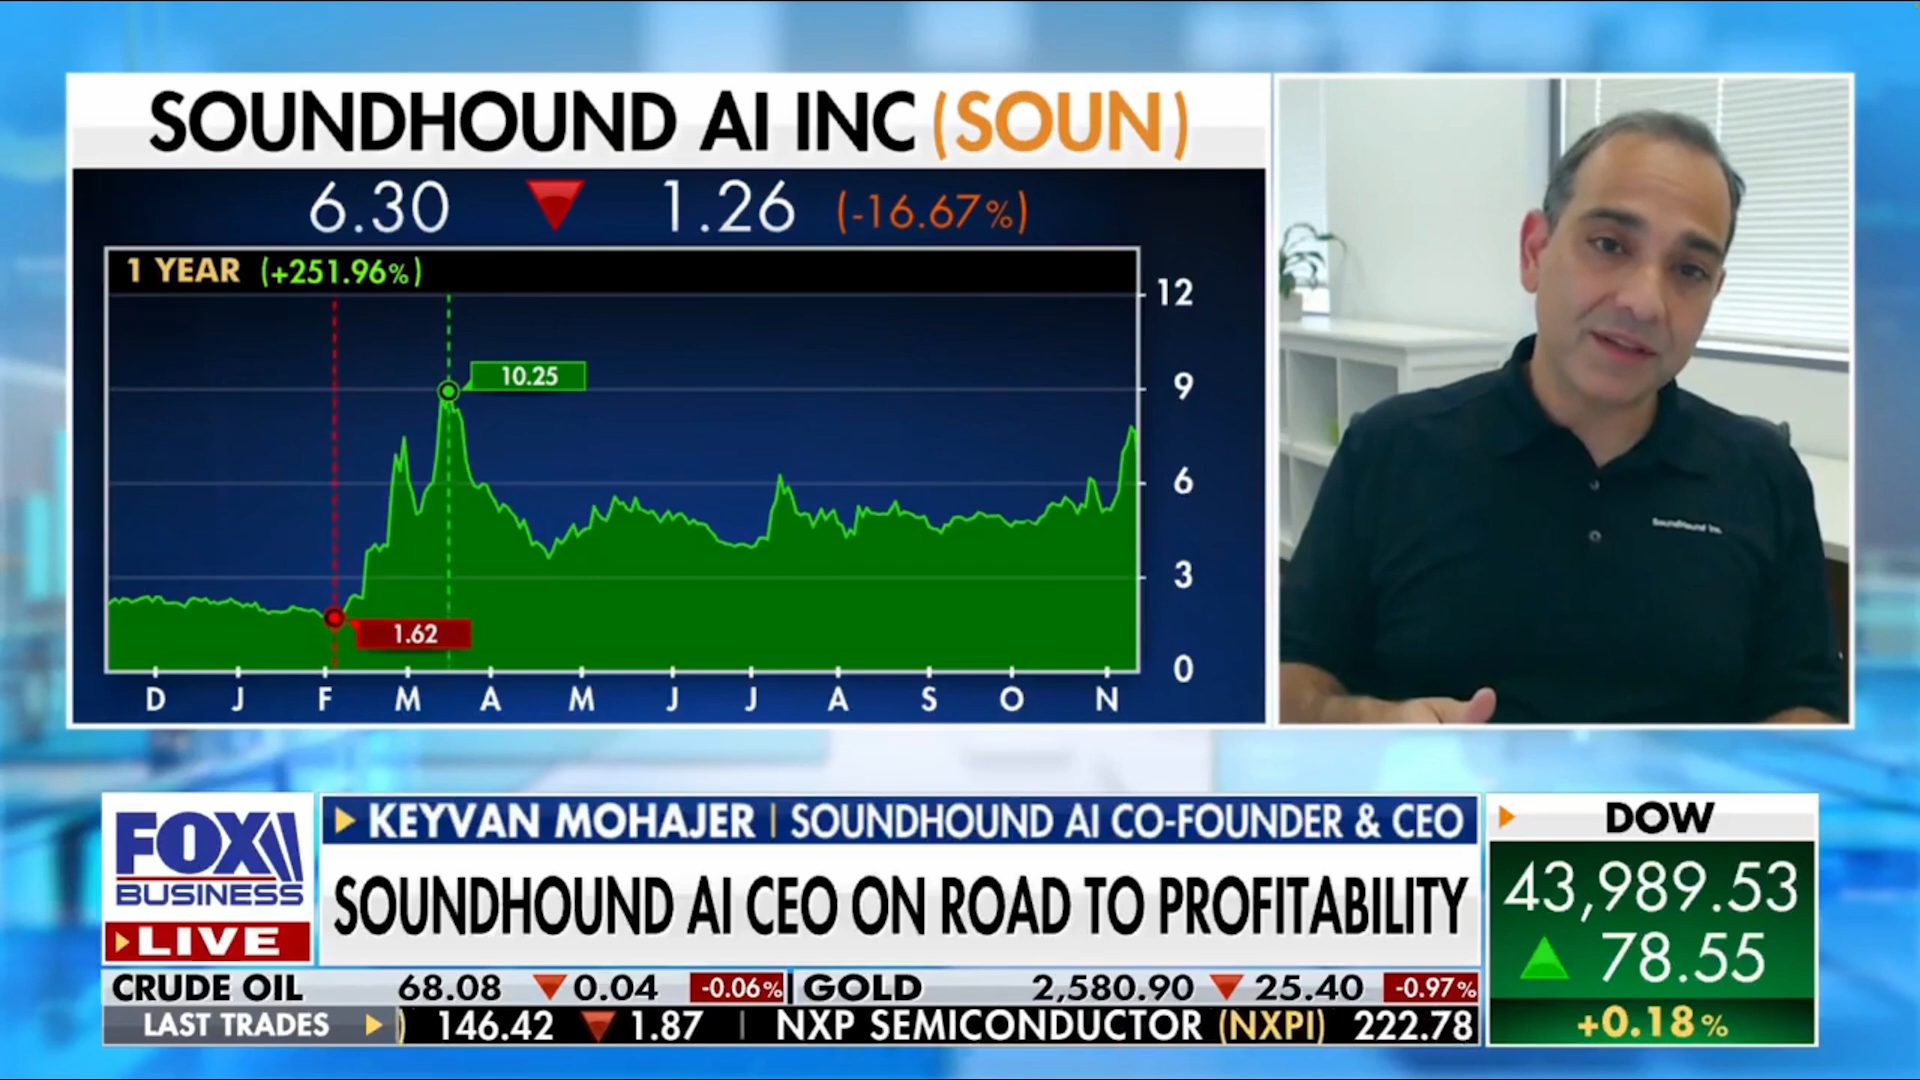 SOUNDHOUND AI INC (SOUN)
6.30 ▼ 1.26 (-16.67%)
1 YEAR (+251.96%)
12
10.25
9
6
3
1.62
0
D J F M A M J J A S O N
SoundHound Inc.
FOX BUSINESS
LIVE
KEYVAN MOHAJER | SOUNDHOUND AI CO-FOUNDER & CEO
SOUNDHOUND AI CEO ON ROAD TO PROFITABILITY
DOW
43,989.53
▲ 78.55
+0.18%
CRUDE OIL 68.08 ▼ 0.04 -0.06% | GOLD 2,580.90 ▼ 25.40 -0.97%
LAST TRADES ) 146.42 ▼ 1.87 | NXP SEMICONDUCTOR (NXPI) 222.78